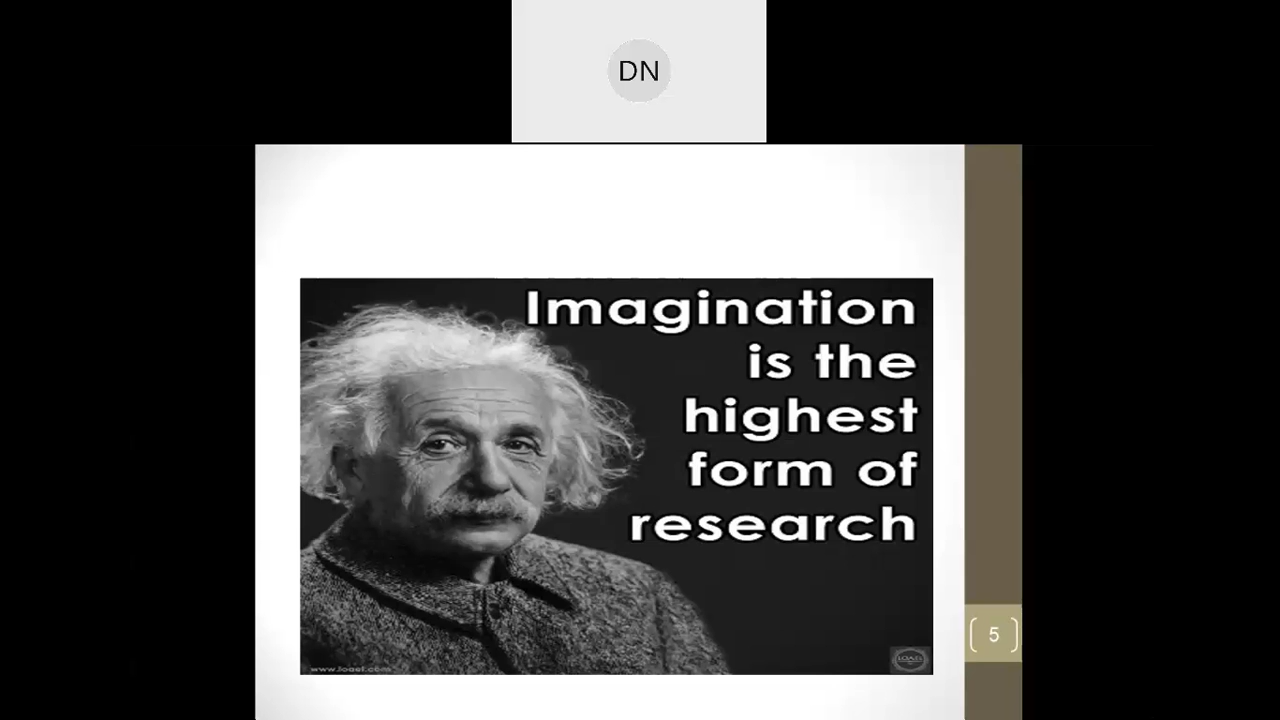 DN
Imagination
is the
highest
form of
research
www.loaet.com
5